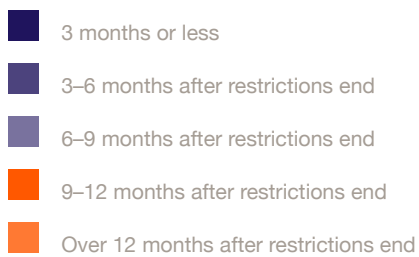 3 months or less
3–6 months after restrictions end
6–9 months after restrictions end
9–12 months after restrictions end
Over 12 months after restrictions end